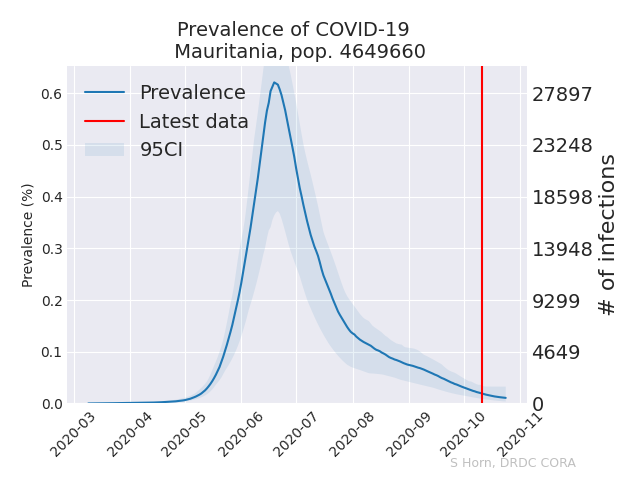 Prevalence of COVID-19
Mauritania, pop. 4649660
Prevalence
Latest data
95CI
Prevalence (%)
0.6
0.5
0.4
0.3
0.2
0.1
0.0
27897
23248
18598
13948
9299
4649
0
# of infections
2020-03
2020-04
2020-05
2020-06
2020-07
2020-08
2020-09
2020-10
2020-11
S Horn, DRDC CORA